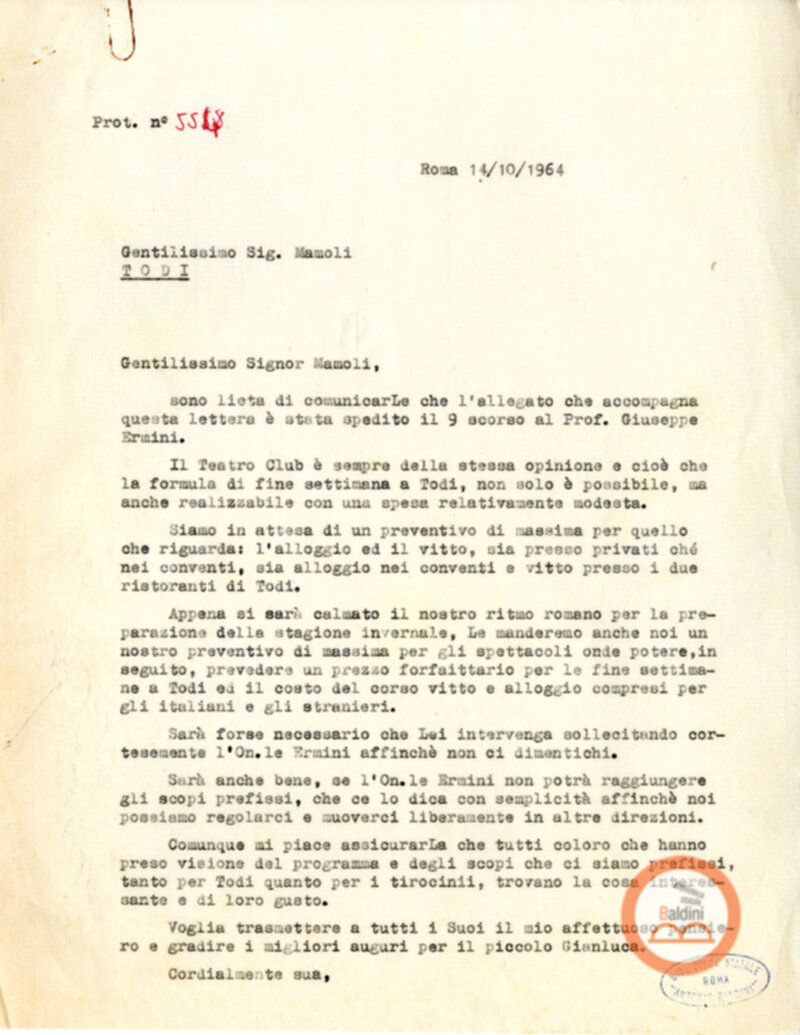 Prot. nº 5518
Roma 14/10/1964
Gentilissimo Sig. Mamoli
T O D I
Gentilissimo Signor Mamoli,
sono lieta di comunicarLe che l'allegato che accompagna
questa lettera è stata spedito il 9 scorso al Prof. Giuseppe
Ermini.
Il Teatro Club è sempre della stessa opinione e cioè che
la formula di fine settimana a Todi, non solo è possibile, ma
anche realizzabile con una spesa relativamente modesta.
Siamo in attesa di un preventivo di massima per quello
che riguarda: l'alloggio ed il vitto, sia presso privati ché
nei conventi, sia alloggio nei conventi e vitto presso i due
ristoranti di Todi.
Appena si sarà calmato il nostro ritmo romano per la pre-
parazione della stagione invernale, Le manderemo anche noi un
nostro preventivo di massima per gli spettacoli onde potere,in
seguito, prevedere un prezzo forfaittario per le fine settima-
ne a Todi ed il costo del corso vitto e alloggio compresi per
gli italiani e gli stranieri.
Sarà forse necessario che Lei intervenga sollecitando cor-
tesemente l'On.le Ermini affinchè non ci dimentichi.
Sarà anche bene, se l'On.le Ermini non potrà raggiungere
gli scopi prefissi, che ce lo dica con semplicità affinchè noi
possiamo regolarci e muoverci liberamente in altre direzioni.
Comunque mi piace assicurarLa che tutti coloro che hanno
preso visione del programma e degli scopi che ci siamo prefissi,
tanto per Todi quanto per i tirocinii, trovano la cosa interes-
sante e di loro gusto.
Voglia trasmettere a tutti i Suoi il mio affettuoso pensie-
ro e gradire i migliori auguri per il piccolo Gianluca.
Cordialmente sua,
Baldini
BIBLIOTECA STATALE
ROMA
"ANTONIO BALDINI"